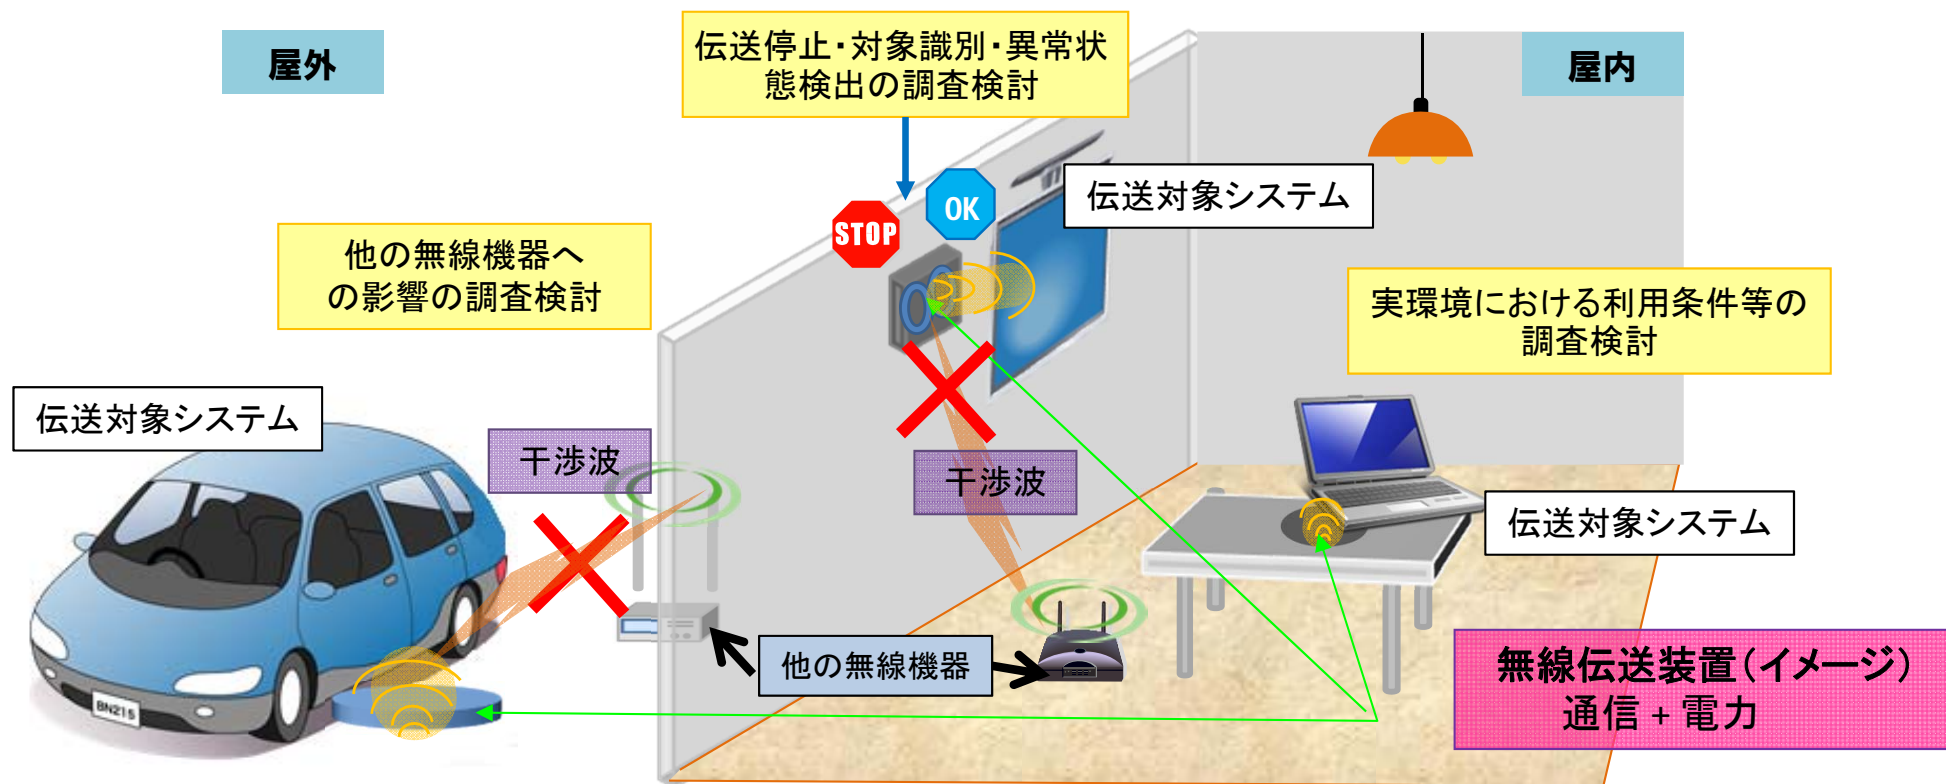 屋外
伝送停止・対象識別・異常状
態検出の調査検討
屋内
伝送対象システム
OK
STOP
他の無線機器へ
の影響の調査検討
実環境における利用条件等の
調査検討
伝送対象システム
干渉波
干渉波
伝送対象システム
他の無線機器
無線伝送装置（イメージ）
通信 + 電力
BN215